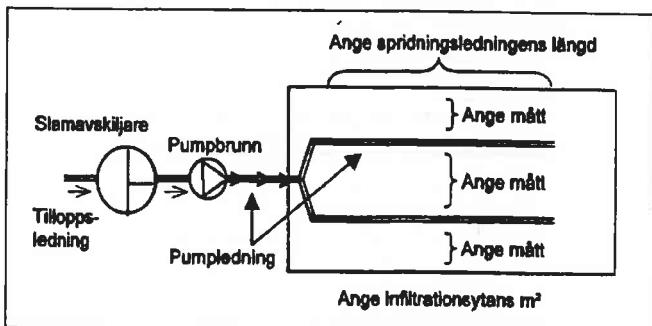 Ange spridningsledningens längd
Slamavskiljare
Pumpbrunn
Ange mått
Ange mått
Tillopps-
ledning
Pumpledning
Ange mått
Ange infiltrationsytans m²